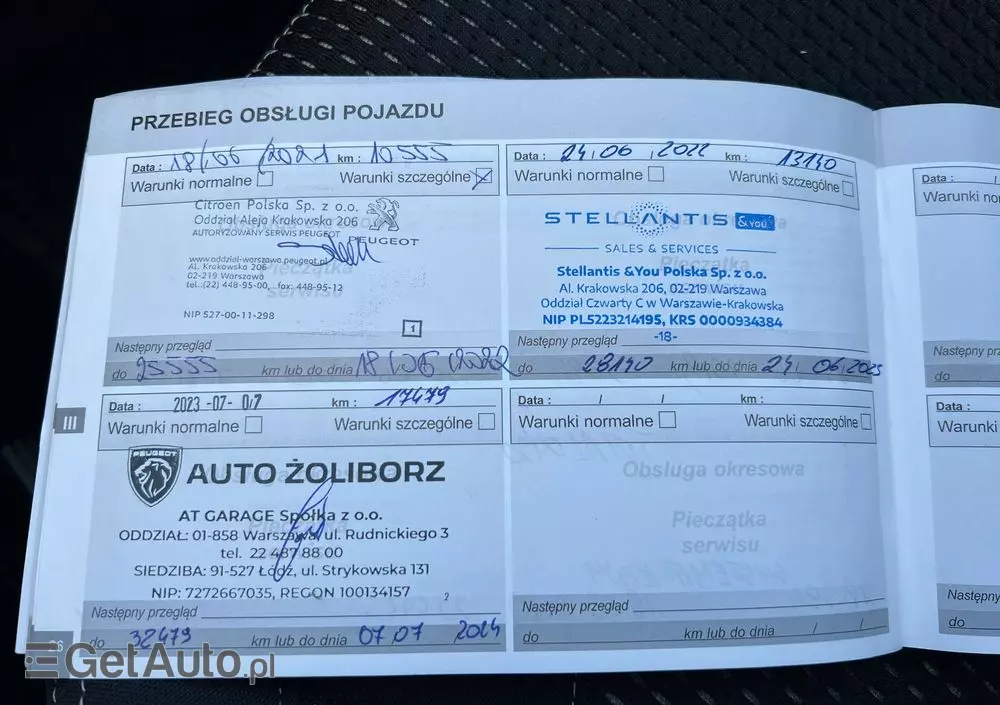 PRZEBIEG OBSŁUGI POJAZDU
Data : 18/06/2021 km : 10555
Warunki normalne Warunki szczególne
Citroen Polska Sp. z o.o.
Oddział Aleja Krakowska 206
AUTORYZOWANY SERWIS PEUGEOT
PEUGEOT
www.oddzial-warszawa.peugeot.pl
Al. Krakowska 206
02-219 Warszawa
tel.:(22) 448-95-00, fax: 448-95-12
Pieczątka
serwisu
NIP 527-00-11-298
1
Następny przegląd
do 25555 km lub do dnia 18/06/2022
Data : 24,06,2022 km : 13140
Warunki normalne Warunki szczególne
STELLANTIS &YOU
SALES & SERVICES
Stellantis &You Polska Sp. z o.o.
Al. Krakowska 206, 02-219 Warszawa
Oddział Czwarty C w Warszawie-Krakowska
NIP PL5223214195, KRS 0000934384
-18-
Następny przegląd
do 28140 km lub do dnia 24, 06,2023
III
Data : 2023-07-07 km : 17479
Warunki normalne Warunki szczególne
PEUGEOT
AUTO ŻOLIBORZ
AT GARAGE Spółka z o.o.
ODDZIAŁ: 01-858 Warszawa, ul. Rudnickiego 3
tel. 22 487 88 00
SIEDZIBA: 91-527 Łódź, ul. Strykowska 131
NIP: 7272667035, REGON 100134157
2
Następny przegląd
do 32479 km lub do dnia 07 07 2024
Data : / / km :
Warunki normalne Warunki szczególne
Obsługa okresowa
Pieczątka
serwisu
Następny przegląd
do km lub do dnia / /
Data : /
Warunki
Następny
do
Data :
Warunki
Następny
do
GetAuto.pl